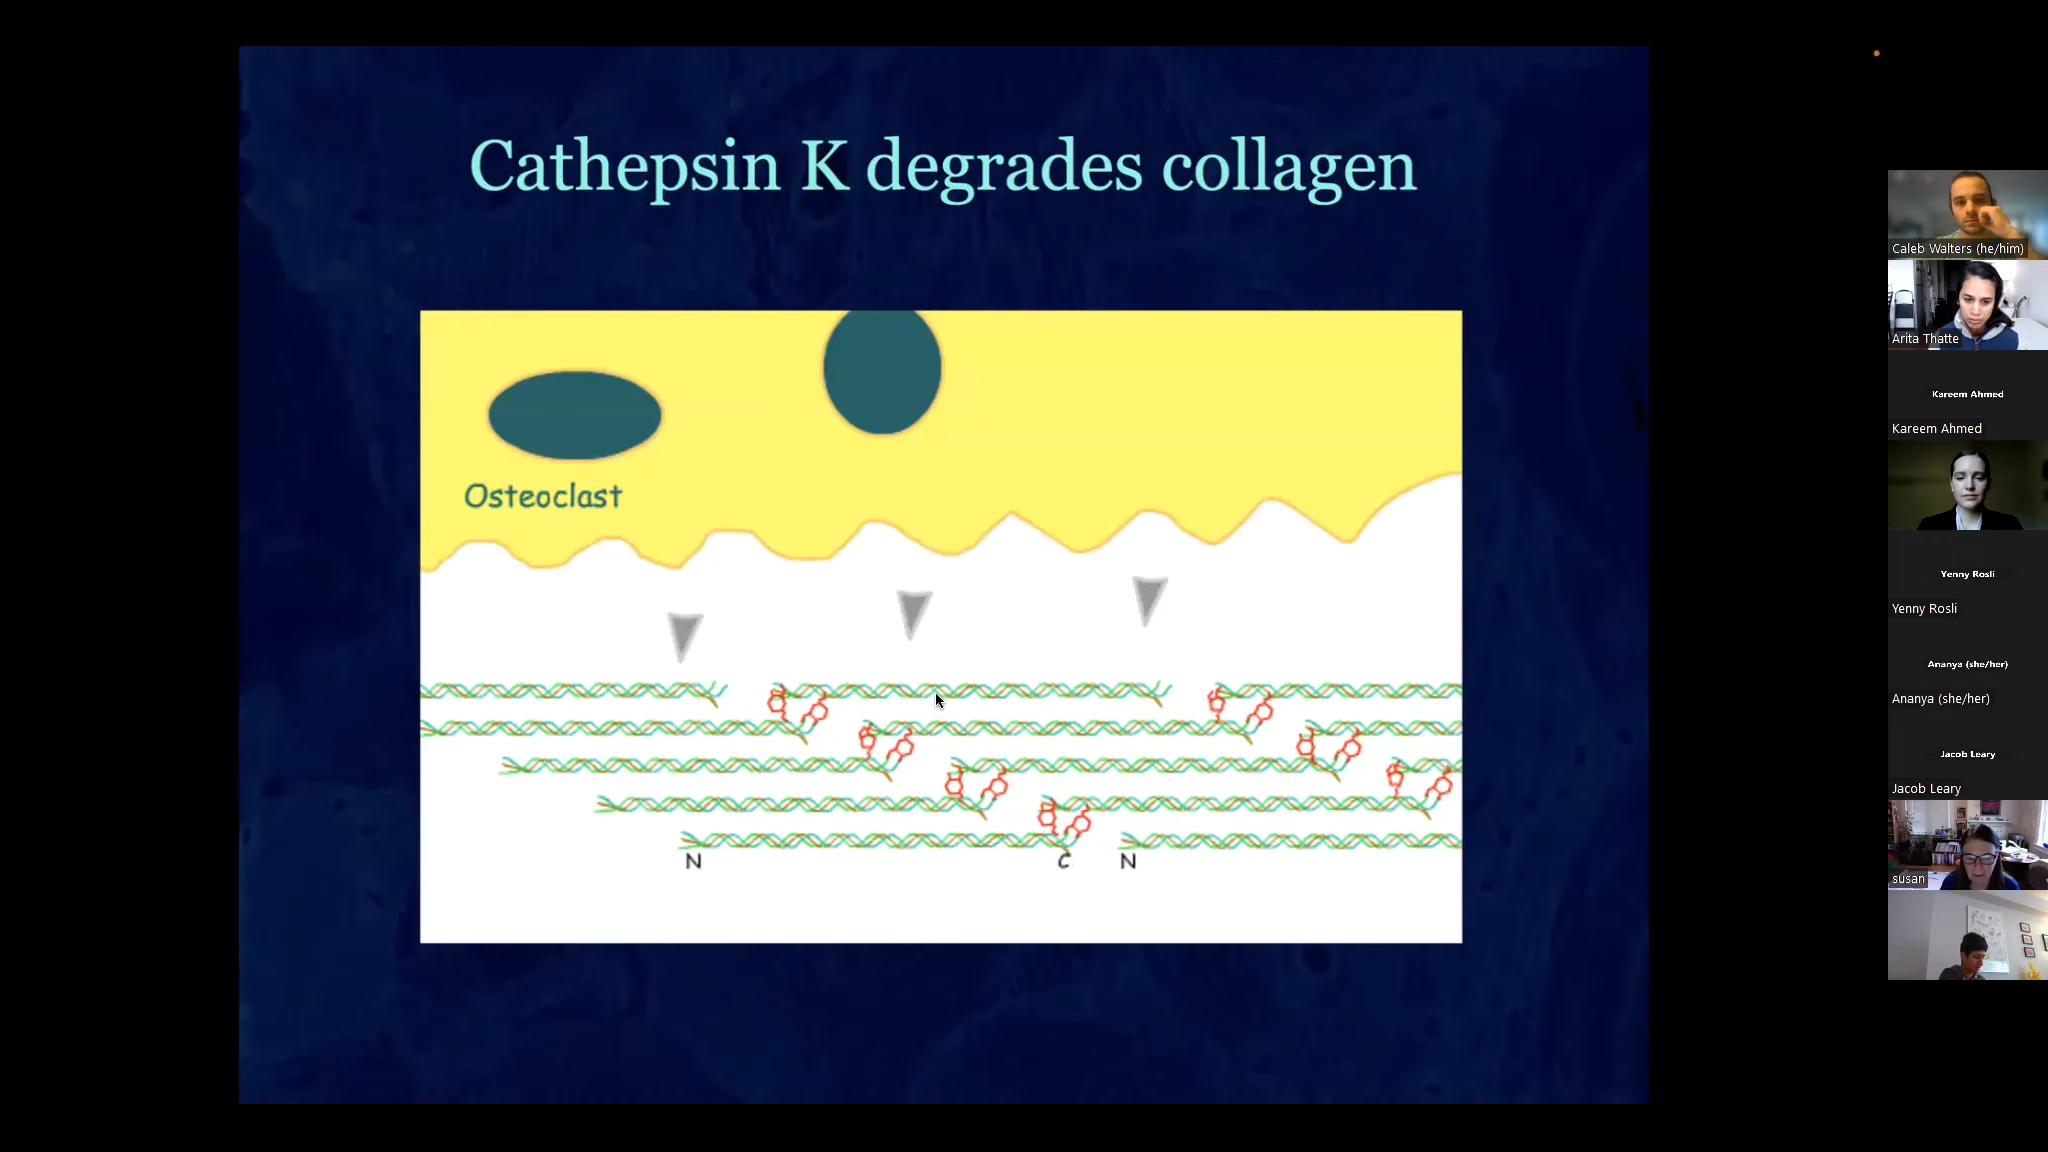 Cathepsin K degrades collagen
Osteoclast
N
C
N
Caleb Walters (he/him)
Arita Thatte
Kareem Ahmed
Kareem Ahmed
Yenny Rosli
Yenny Rosli
Ananya (she/her)
Ananya (she/her)
Jacob Leary
Jacob Leary
susan